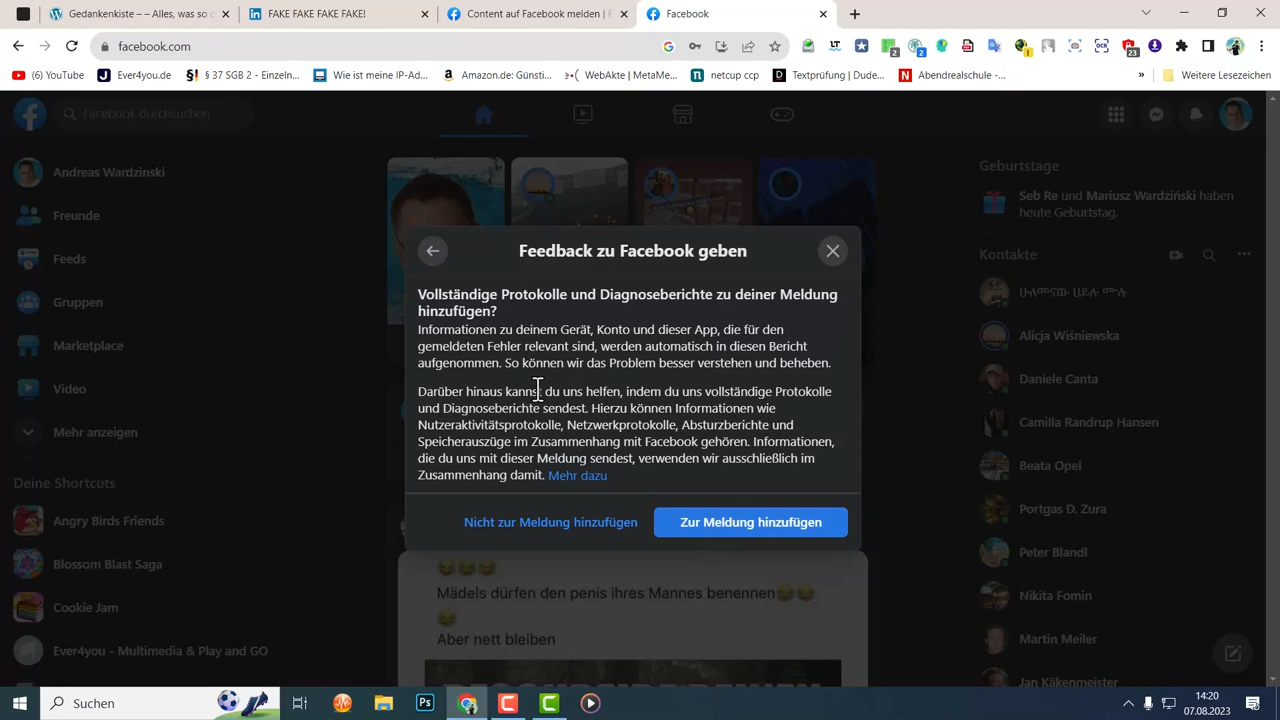 Gedankenkiste – Alles, was so c
FAKE FAKE FAKE FAKE!
Content auf Facebook melden | F
Facebook
facebook.com
2
2
1
23
(6) YouTube
Ever4you.de
§ 37 SGB 2 - Einzeln...
Wie ist meine IP-Ad...
Amazon.de: Günsti...
WebAkte | MetaMe...
netcup ccp
Textprüfung | Dude...
Abendrealschule -...
»
Weitere Lesezeichen
Facebook durchsuchen
Andreas Wardzinski
Freunde
Feeds
Gruppen
Marketplace
Video
Mehr anzeigen
Deine Shortcuts
Angry Birds Friends
Blossom Blast Saga
Cookie Jam
Ever4you - Multimedia & Play and GO
Feedback zu Facebook geben
Vollständige Protokolle und Diagnoseberichte zu deiner Meldung
hinzufügen?
Informationen zu deinem Gerät, Konto und dieser App, die für den
gemeldeten Fehler relevant sind, werden automatisch in diesen Bericht
aufgenommen. So können wir das Problem besser verstehen und beheben.
Darüber hinaus kannst du uns helfen, indem du uns vollständige Protokolle
und Diagnoseberichte sendest. Hierzu können Informationen wie
Nutzeraktivitätsprotokolle, Netzwerkprotokolle, Absturzberichte und
Speicherauszüge im Zusammenhang mit Facebook gehören. Informationen,
die du uns mit dieser Meldung sendest, verwenden wir ausschließlich im
Zusammenhang damit. Mehr dazu
Nicht zur Meldung hinzufügen
Zur Meldung hinzufügen
Mädels dürfen den penis ihres Mannes benennen
Aber nett bleiben
Geburtstage
Seb Re und Mariusz Wardziński haben
heute Geburtstag.
Kontakte
Alicja Wiśniewska
Daniele Canta
Camilla Randrup Hansen
Beata Opel
Portgas D. Zura
Peter Blandl
Nikita Fomin
Martin Meiler
Jan Käkenmeister
Suchen
14:20
07.08.2023